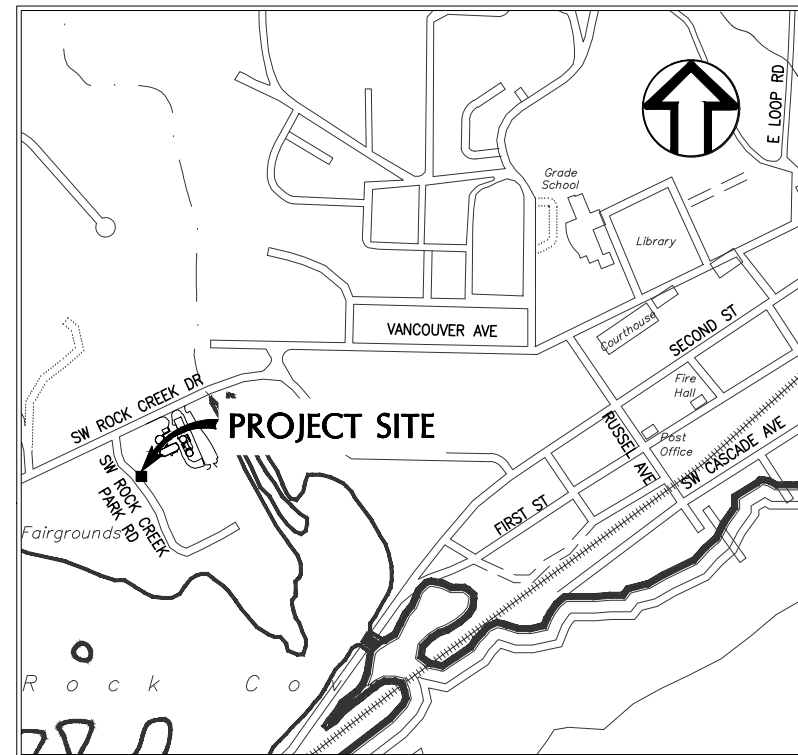 E LOOP RD
Grade
School
Library
VANCOUVER AVE
Courthouse
SECOND ST
SW ROCK CREEK DR
Fire
Hall
PROJECT SITE
RUSSEL AVE
Post
Office
SW CASCADE AVE
SW ROCK CREEK
PARK RD
FIRST ST
Fairgrounds
Rock